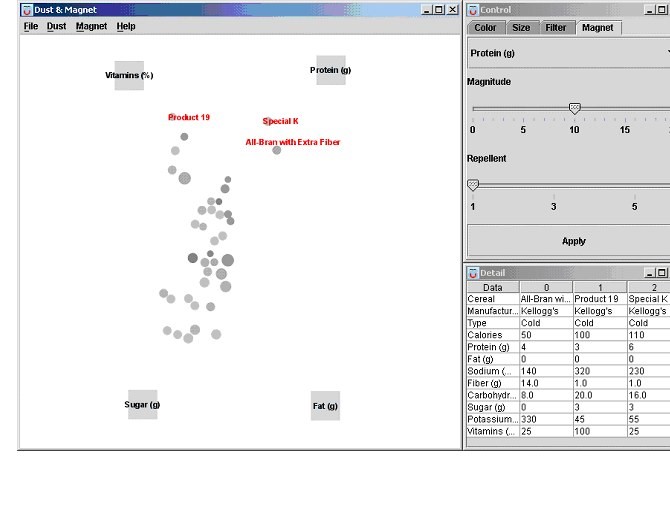 Dust & Magnet
File Dust Magnet Help
Vitamins (%)
Protein (g)
Product 19
Special K
All-Bran with Extra Fiber
Sugar (g)
Fat (g)
Control
Color Size Filter Magnet
Protein (g)
Magnitude
0 5 10 15
Repellent
1 3 5
Apply
Detail
Data 0 1 2
Cereal All-Bran wi... Product 19 Special K
Manufactur... Kellogg's Kellogg's Kellogg's
Type Cold Cold Cold
Calories 50 100 110
Protein (g) 4 3 6
Fat (g) 0 0 0
Sodium (... 140 320 230
Fiber (g) 14.0 1.0 1.0
Carbohydr... 8.0 20.0 16.0
Sugar (g) 0 3 3
Potassium... 330 45 55
Vitamins (... 25 100 25